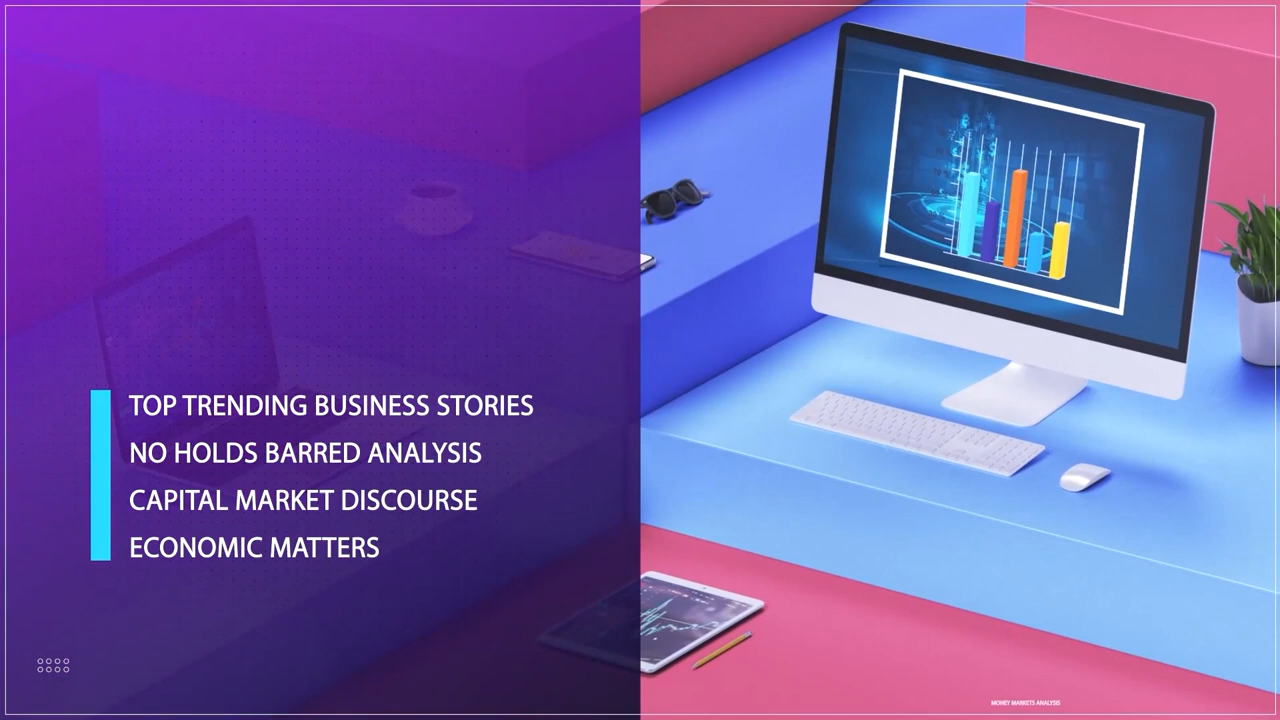 TOP TRENDING BUSINESS STORIES
NO HOLDS BARRED ANALYSIS
CAPITAL MARKET DISCOURSE
ECONOMIC MATTERS
MONEY MARKETS ANALYSIS